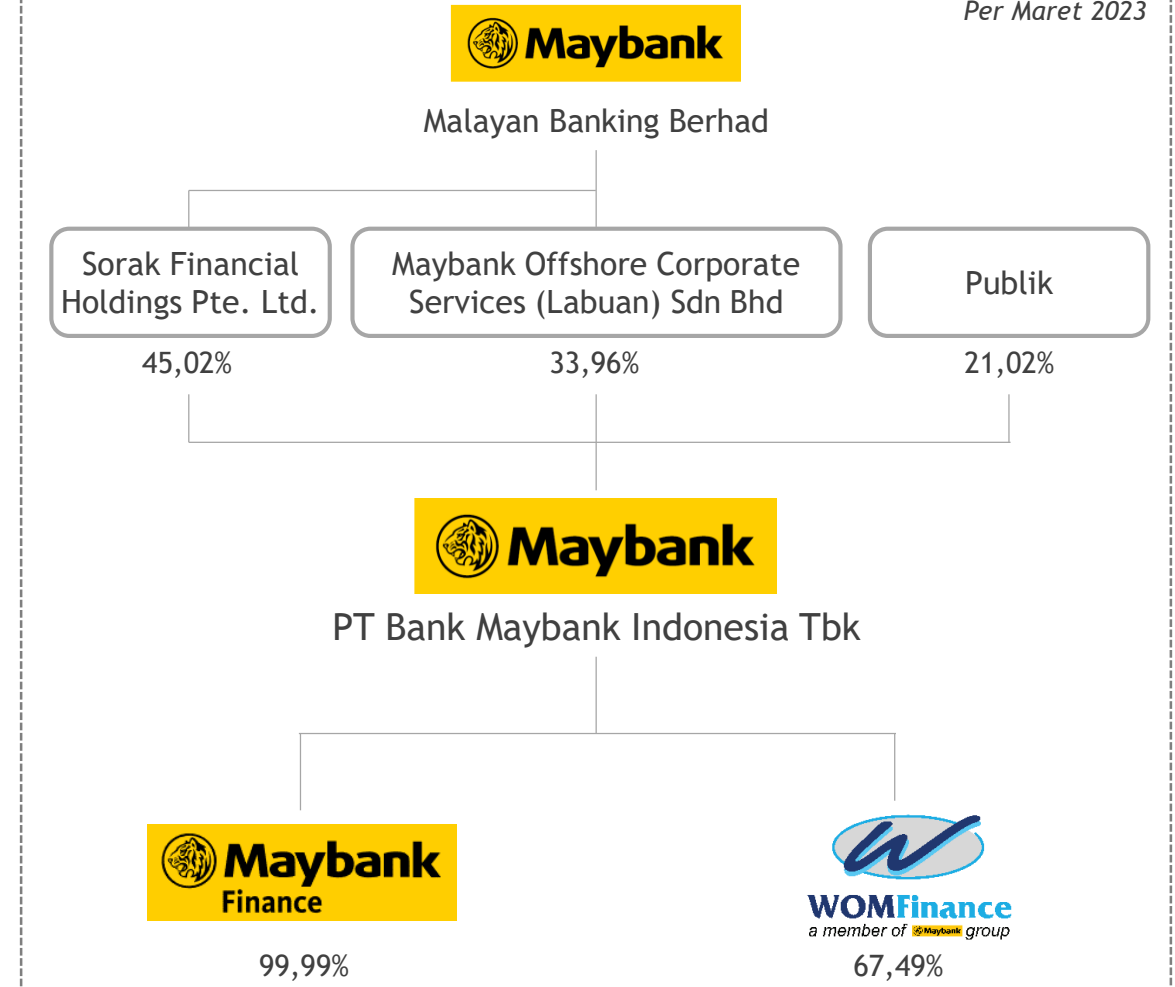 Per Maret 2023
Maybank
Malayan Banking Berhad
Sorak Financial
Holdings Pte. Ltd.
Maybank Offshore Corporate
Services (Labuan) Sdn Bhd
Publik
45,02%
33,96%
21,02%
Maybank
PT Bank Maybank Indonesia Tbk
Maybank
Finance
99,99%
W
WOMFinance
a member of Maybank group
67,49%